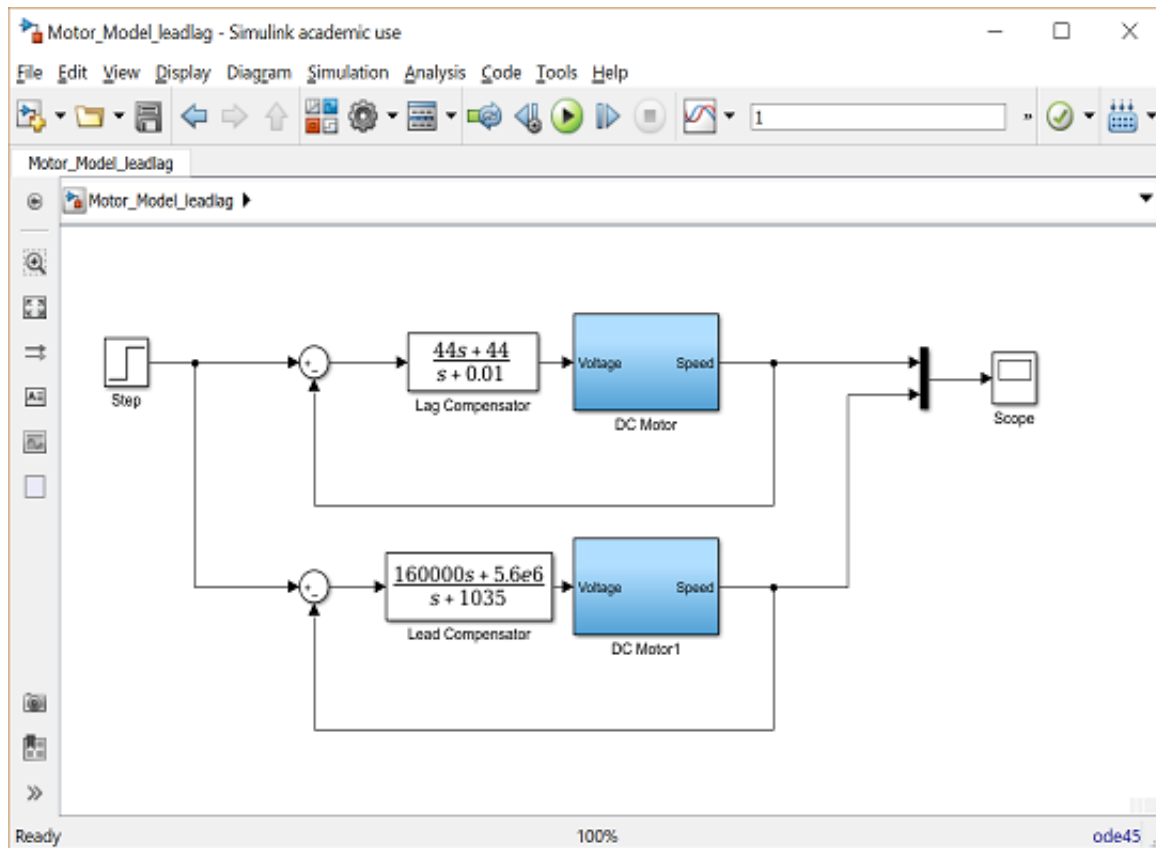 Motor_Model_leadlag - Simulink academic use
File Edit View Display Diagram Simulation Analysis Code Tools Help
1
»
Motor_Model_leadlag
Motor_Model_leadlag
44s + 44
s + 0.01
Voltage
Speed
Step
Lag Compensator
DC Motor
Scope
160000s + 5.6e6
s + 1035
Voltage
Speed
Lead Compensator
DC Motor1
Ready
100%
ode45